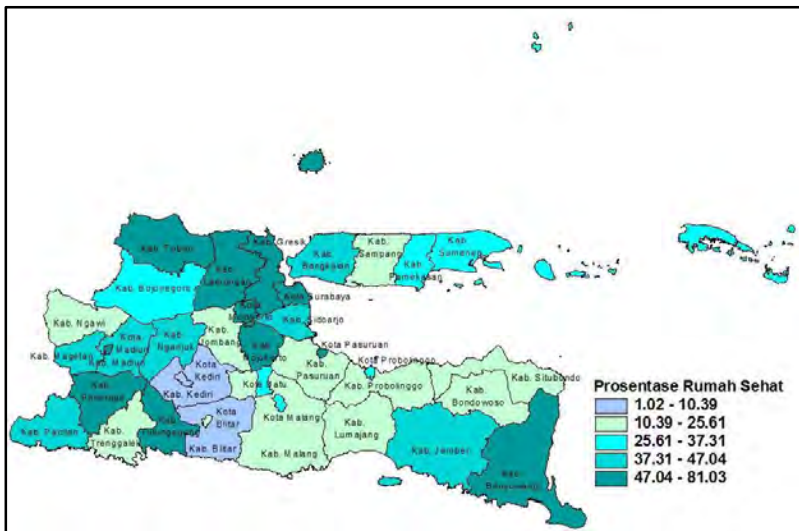 Kab. Tuban
Kab. Gresik
Kab.
Bangkalan
Kab.
Sampang
Kab.
Pamekasan
Kab.
Sumenep
Kab.
Lamongan
Kab. Bojonegoro
Kota Surabaya
Kota
Mojokerto
Kab. Sidoarjo
Kab. Ngawi
Kab. Magetan
Kota
Madiun
Kab. Madiun
Kab.
Nganjuk
Kab.
Jombang
Kab.
Mojokerto
Kota Pasuruan
Kab.
Pasuruan
Kota Probolinggo
Kab. Probolinggo
Kab. Situbondo
Kab.
Bondowoso
Kota
Kediri
Kab. Kediri
Kota Batu
Kab.
Ponorogo
Kab. Pacitan
Kab.
Trenggalek
Kab.
Tulungagung
Kota
Blitar
Kab. Blitar
Kota Malang
Kab. Malang
Kab.
Lumajang
Kab. Jember
Kab.
Banyuwangi
Prosentase Rumah Sehat
1.02 - 10.39
10.39 - 25.61
25.61 - 37.31
37.31 - 47.04
47.04 - 81.03